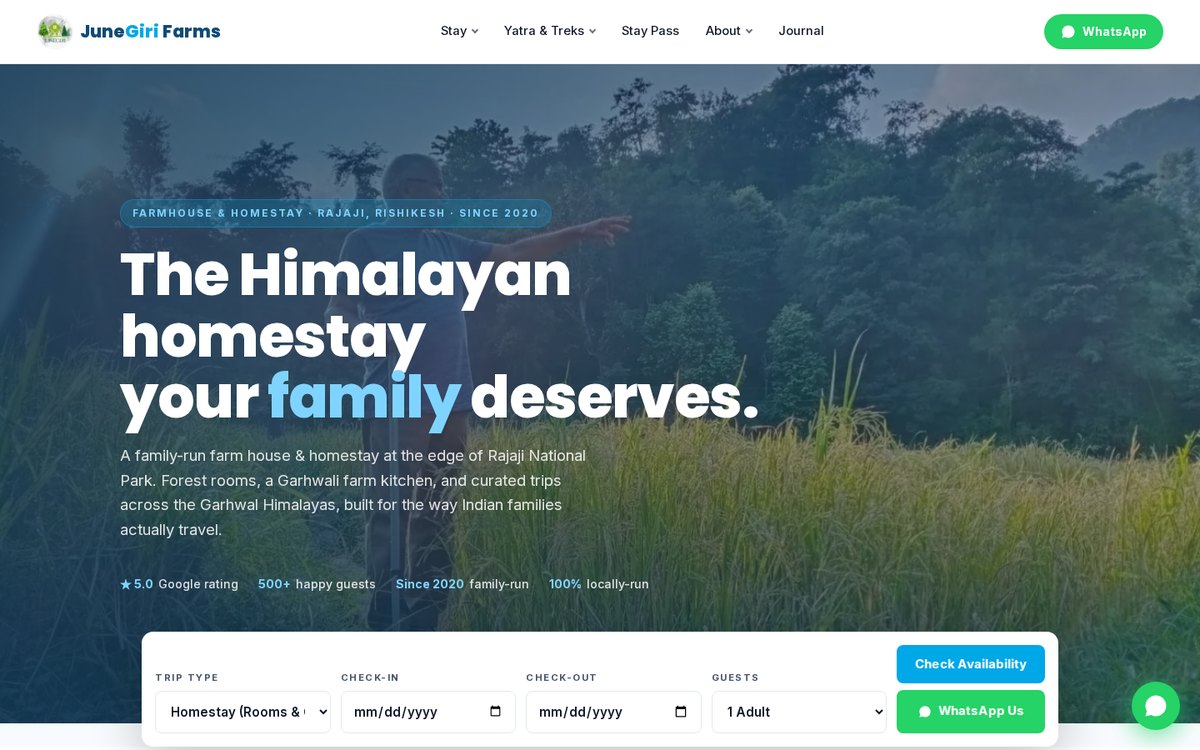 JuneGiri Farms
Stay
Yatra & Treks
Stay Pass
About
Journal
WhatsApp
FARMHOUSE & HOMESTAY · RAJAJI, RISHIKESH · SINCE 2020
The Himalayan
homestay
your family deserves.
A family-run farm house & homestay at the edge of Rajaji National
Park. Forest rooms, a Garhwali farm kitchen, and curated trips
across the Garhwal Himalayas, built for the way Indian families
actually travel.
★ 5.0 Google rating
500+ happy guests
Since 2020 family-run
100% locally-run
TRIP TYPE
Homestay (Rooms &
CHECK-IN
mm/dd/yyyy
CHECK-OUT
mm/dd/yyyy
GUESTS
1 Adult
Check Availability
WhatsApp Us